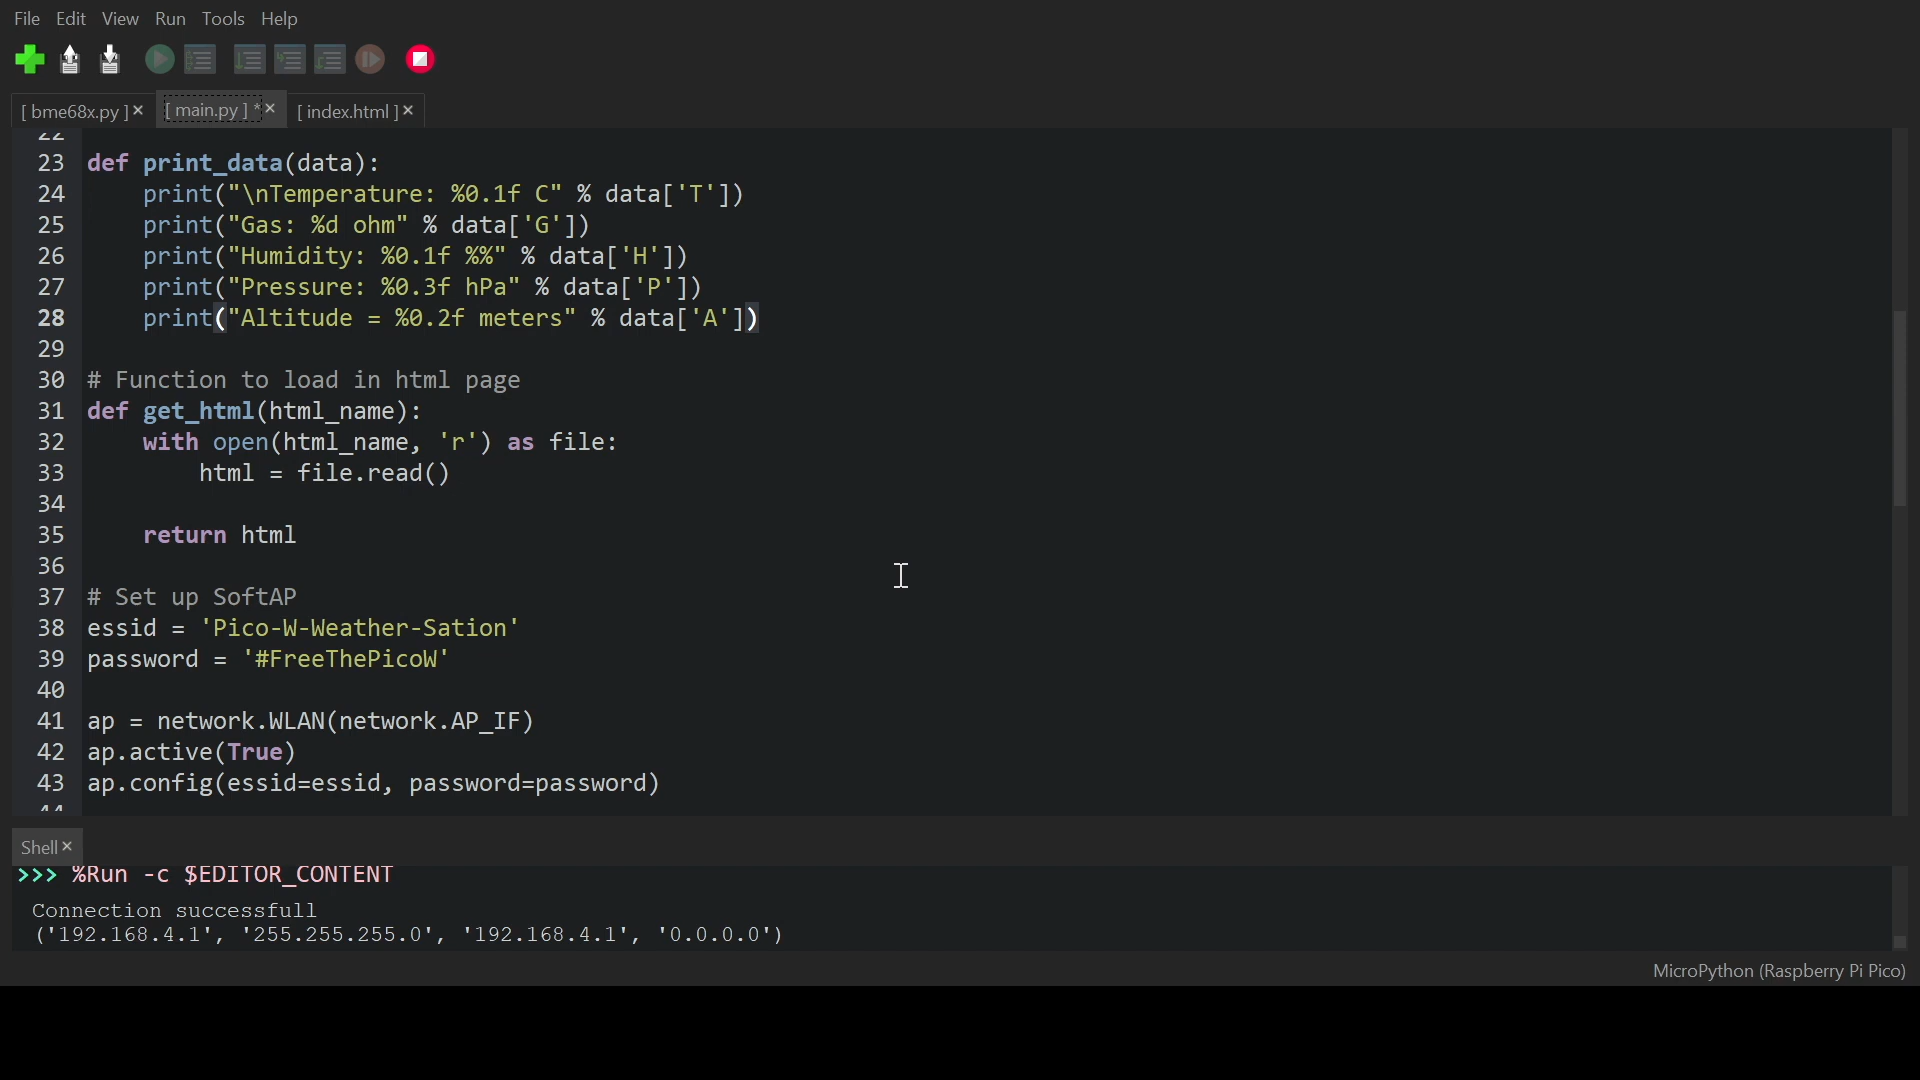 File Edit View Run Tools Help
[ bme68x.py ] × [ main.py ] * × [ index.html ] ×
22
23 def print_data(data):
24     print("\nTemperature: %0.1f C" % data['T'])
25     print("Gas: %d ohm" % data['G'])
26     print("Humidity: %0.1f %%" % data['H'])
27     print("Pressure: %0.3f hPa" % data['P'])
28     print("Altitude = %0.2f meters" % data['A'])
29
30 # Function to load in html page
31 def get_html(html_name):
32     with open(html_name, 'r') as file:
33         html = file.read()
34
35     return html
36
37 # Set up SoftAP
38 essid = 'Pico-W-Weather-Sation'
39 password = '#FreeThePicoW'
40
41 ap = network.WLAN(network.AP_IF)
42 ap.active(True)
43 ap.config(essid=essid, password=password)
44
Shell ×
>>> %Run -c $EDITOR_CONTENT
Connection successfull
('192.168.4.1', '255.255.255.0', '192.168.4.1', '0.0.0.0')
MicroPython (Raspberry Pi Pico)